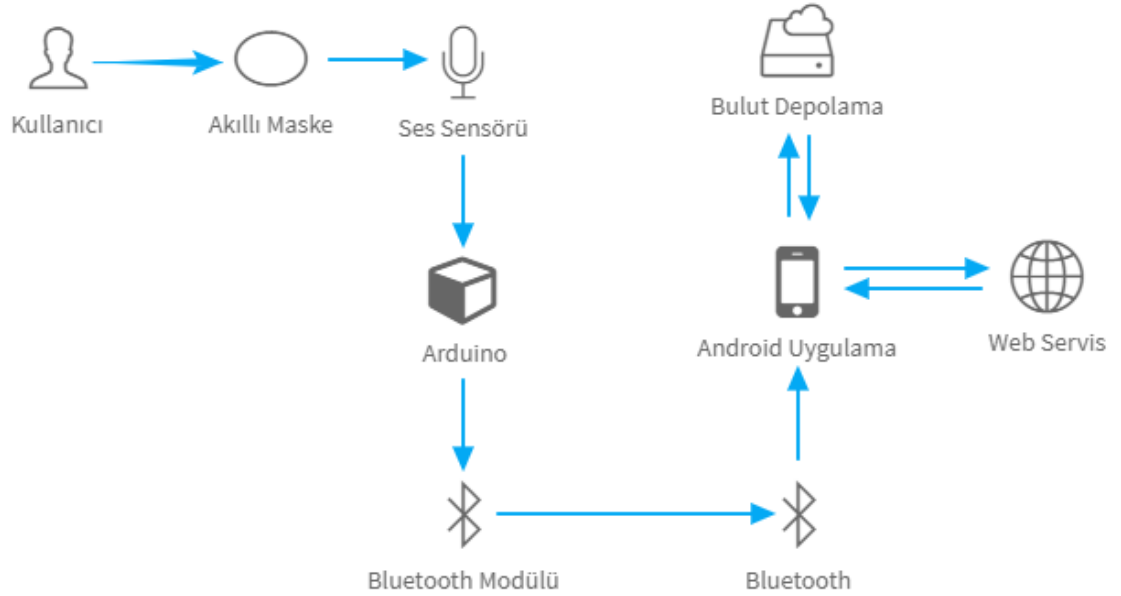 Kullanıcı
Akıllı Maske
Ses Sensörü
Bulut Depolama
Arduino
Android Uygulama
Web Servis
Bluetooth Modülü
Bluetooth